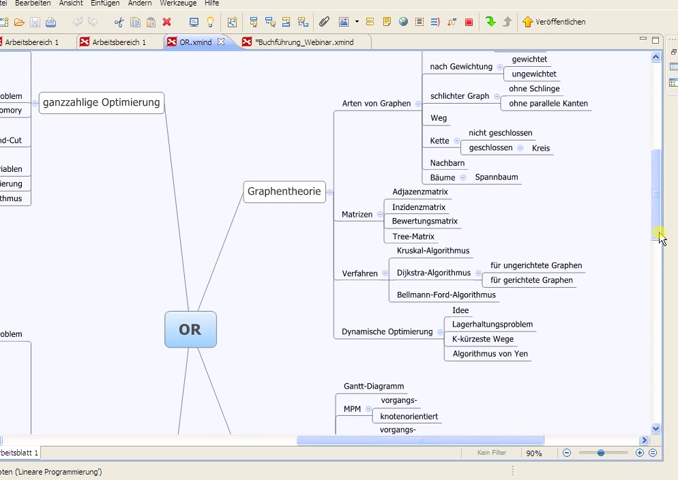 Bearbeiten Ansicht Einfügen Ändern Werkzeuge Hilfe
Veröffentlichen
Arbeitsbereich 1 Arbeitsbereich 1 OR.xmind *Buchführung_Webinar.xmind
gewichtet
nach Gewichtung
ungewichtet
ohne Schlinge
schlichter Graph
ohne parallele Kanten
Arten von Graphen
ganzzahlige Optimierung
Weg
nicht geschlossen
Kette
geschlossen Kreis
Nachbarn
Bäume Spannbaum
Graphentheorie
Adjazenzmatrix
Inzidenzmatrix
Matrizen
Bewertungsmatrix
Tree-Matrix
Kruskal-Algorithmus
für ungerichtete Graphen
Verfahren Dijkstra-Algorithmus
für gerichtete Graphen
Bellmann-Ford-Algorithmus
Idee
Lagerhaltungsproblem
Dynamische Optimierung
K-kürzeste Wege
Algorithmus von Yen
OR
Gantt-Diagramm
vorgangs-
MPM
knotenorientiert
vorgangs-
Kein Filter 90%
('Lineare Programmierung')